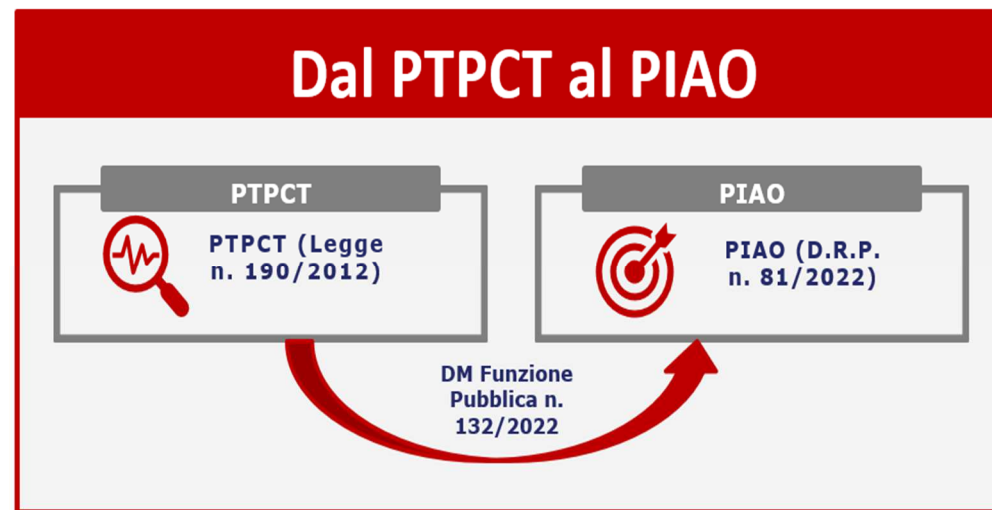 Dal PTPCT al PIAO
PTPCT
PTPCT (Legge
n. 190/2012)
PIAO
PIAO (D.R.P.
n. 81/2022)
DM Funzione
Pubblica n.
132/2022